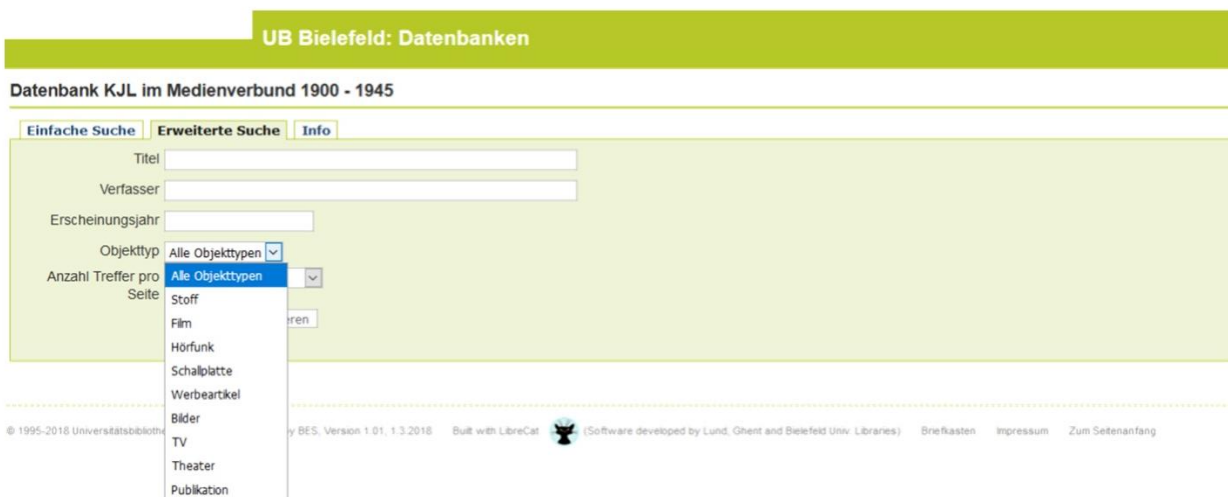 UB Bielefeld: Datenbanken
Datenbank KJL im Medienverbund 1900 - 1945
Einfache Suche Erweiterte Suche Info
Titel
Verfasser
Erscheinungsjahr
Objekttyp Alle Objekttypen
Anzahl Treffer pro
Seite
Alle Objekttypen
Stoff
Film
Hörfunk
Schallplatte
Werbeartikel
Bilder
TV
Theater
Publikation
© 1995-2018 BES, Version 1.01, 1.3.2018 Built with LibreCat (Software developed by Lund, Ghent and Bielefeld Univ. Libraries) Briefkasten Impressum Zum Seitenanfang